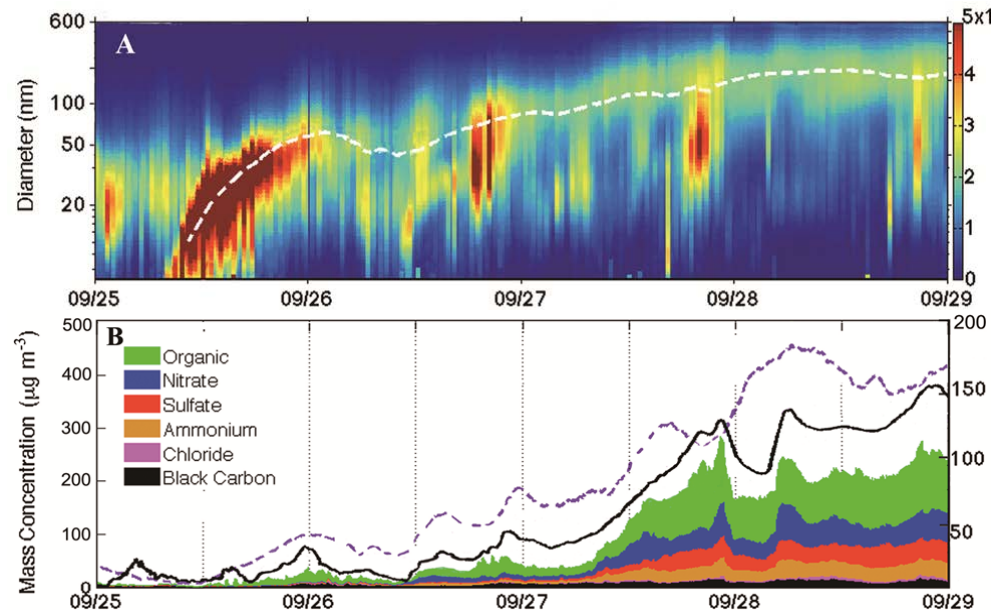 A
600
100
50
20
Diameter (nm)
09/25 09/26 09/27 09/28 09/29
5x1
4
3
2
1
0
B
500
400
300
200
100
0
Mass Concentration (µg m⁻³)
Organic
Nitrate
Sulfate
Ammonium
Chloride
Black Carbon
200
150
100
50
09/25 09/26 09/27 09/28 09/29